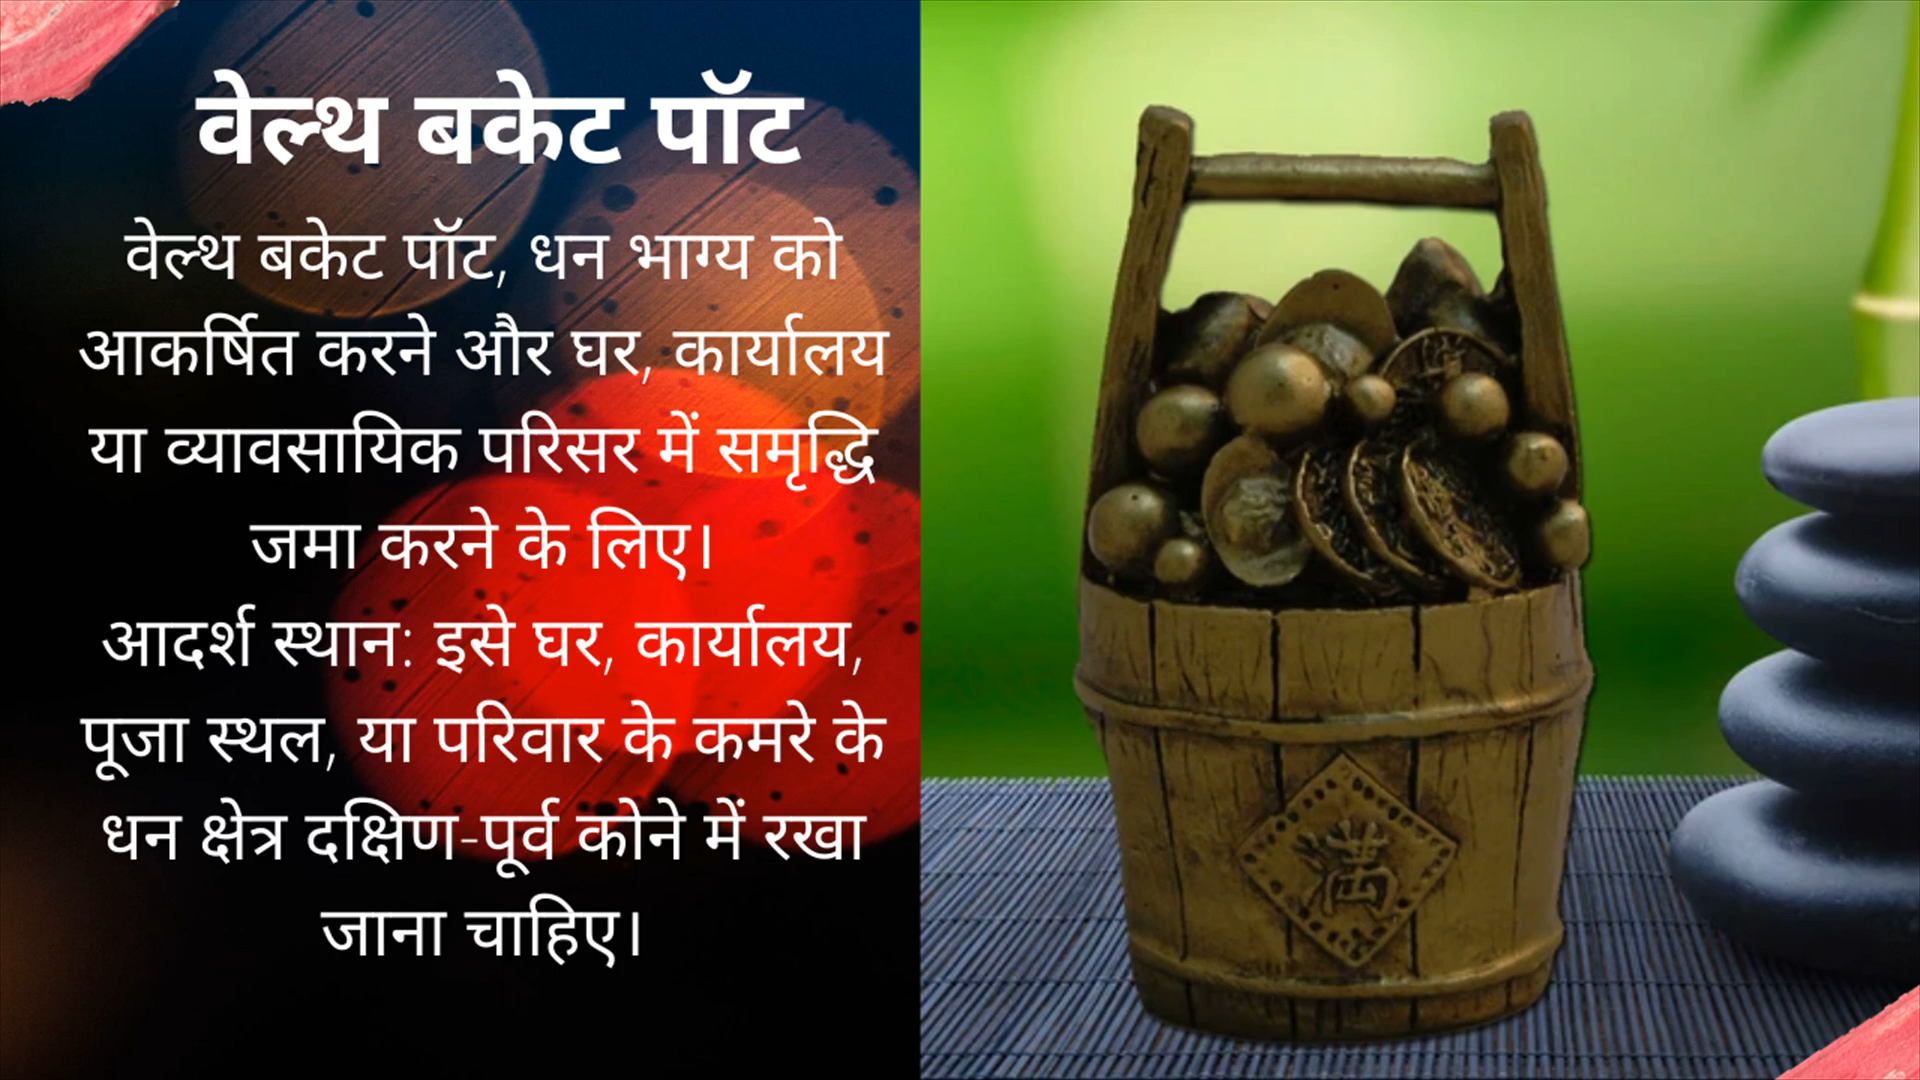 वेल्थ बकेट पॉट
वेल्थ बकेट पॉट, धन भाग्य को
आकर्षित करने और घर, कार्यालय
या व्यावसायिक परिसर में समृद्धि
जमा करने के लिए।
आदर्श स्थान: इसे घर, कार्यालय,
पूजा स्थल, या परिवार के कमरे के
धन क्षेत्र दक्षिण-पूर्व कोने में रखा
जाना चाहिए।
満